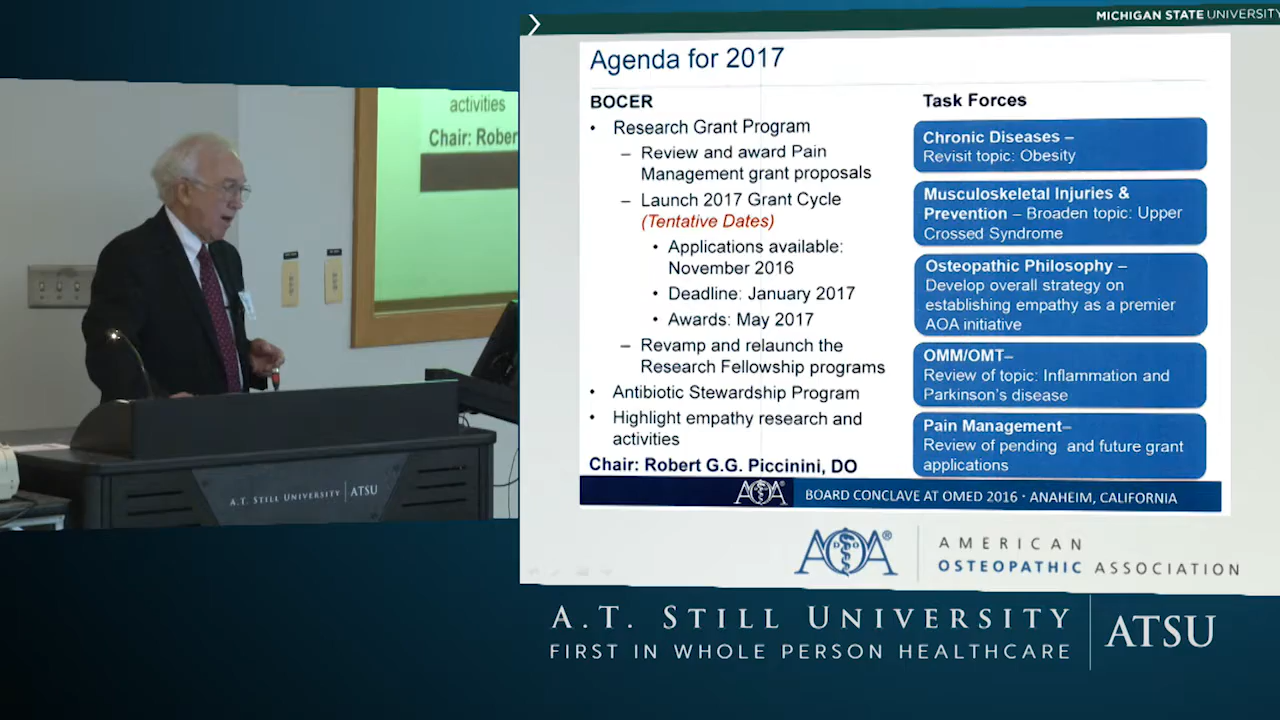 MICHIGAN STATE UNIVERSITY
Agenda for 2017
BOCER
• Research Grant Program
– Review and award Pain
Management grant proposals
– Launch 2017 Grant Cycle
(Tentative Dates)
• Applications available:
November 2016
• Deadline: January 2017
• Awards: May 2017
– Revamp and relaunch the
Research Fellowship programs
• Antibiotic Stewardship Program
• Highlight empathy research and
activities
Chair: Robert G.G. Piccinini, DO
Task Forces
Chronic Diseases –
Revisit topic: Obesity
Musculoskeletal Injuries &
Prevention – Broaden topic: Upper
Crossed Syndrome
Osteopathic Philosophy –
Develop overall strategy on
establishing empathy as a premier
AOA initiative
OMM/OMT–
Review of topic: Inflammation and
Parkinson's disease
Pain Management–
Review of pending and future grant
applications
AOA BOARD CONCLAVE AT OMED 2016 • ANAHEIM, CALIFORNIA
AOA®
D O
AMERICAN
OSTEOPATHIC ASSOCIATION
activities
Chair: Rober
A.T. STILL UNIVERSITY ATSU
A.T. STILL UNIVERSITY
FIRST IN WHOLE PERSON HEALTHCARE
ATSU